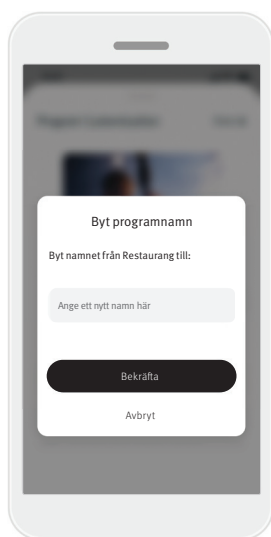 Byt programnamn
Byt namnet från Restaurang till:
Ange ett nytt namn här
Bekräfta
Avbryt